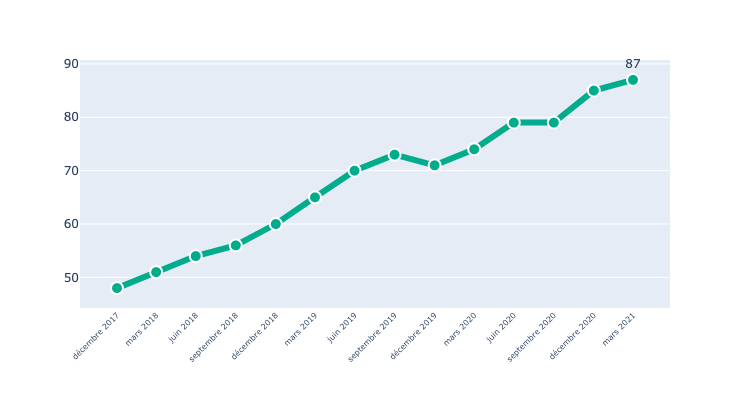 87
90
80
70
60
50
décembre 2017
mars 2018
juin 2018
septembre 2018
décembre 2018
mars 2019
juin 2019
septembre 2019
décembre 2019
mars 2020
juin 2020
septembre 2020
décembre 2020
mars 2021